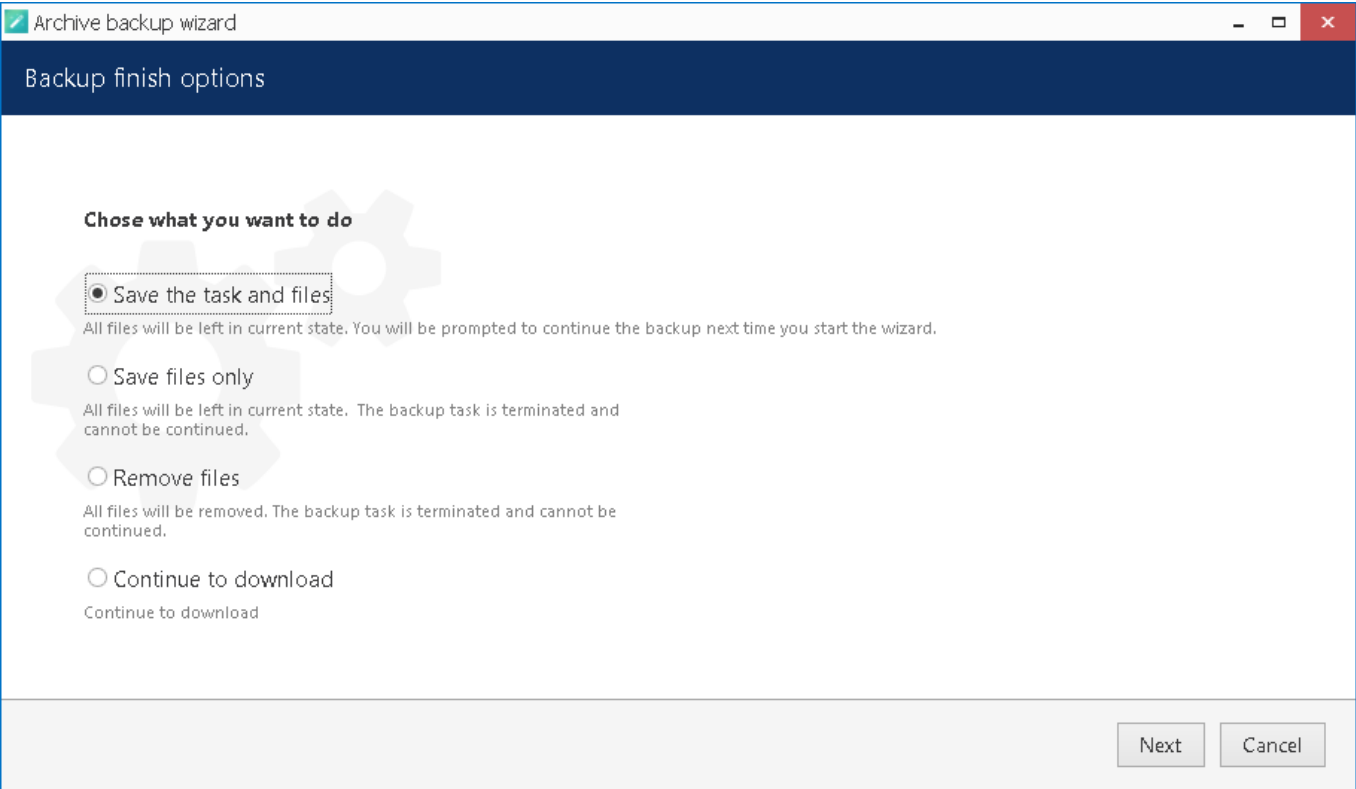 Archive backup wizard
Backup finish options
Chose what you want to do
Save the task and files
All files will be left in current state. You will be prompted to continue the backup next time you start the wizard.
Save files only
All files will be left in current state.  The backup task is terminated and
cannot be continued.
Remove files
All files will be removed. The backup task is terminated and cannot be
continued.
Continue to download
Continue to download
Next
Cancel